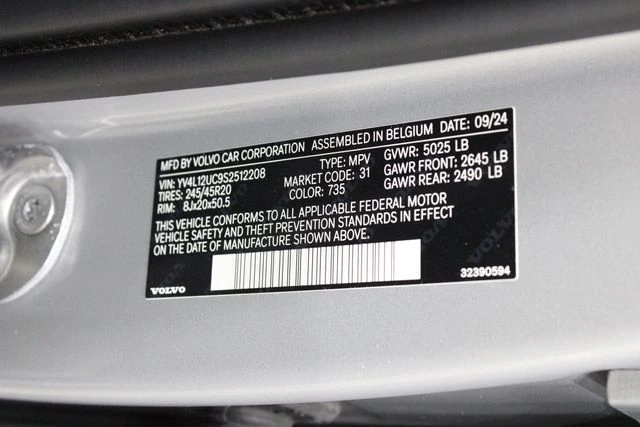 MFD BY VOLVO CAR CORPORATION ASSEMBLED IN BELGIUM DATE: 09/24
VIN: YV4L12UC9S2512208 TYPE: MPV GVWR: 5025 LB
TIRES: 245/45R20 MARKET CODE: 31 GAWR FRONT: 2645 LB
RIM: 8Jx20x50.5 COLOR: 735 GAWR REAR: 2490 LB
THIS VEHICLE CONFORMS TO ALL APPLICABLE FEDERAL MOTOR
VEHICLE SAFETY AND THEFT PREVENTION STANDARDS IN EFFECT
ON THE DATE OF MANUFACTURE SHOWN ABOVE.
VOLVO 32390594